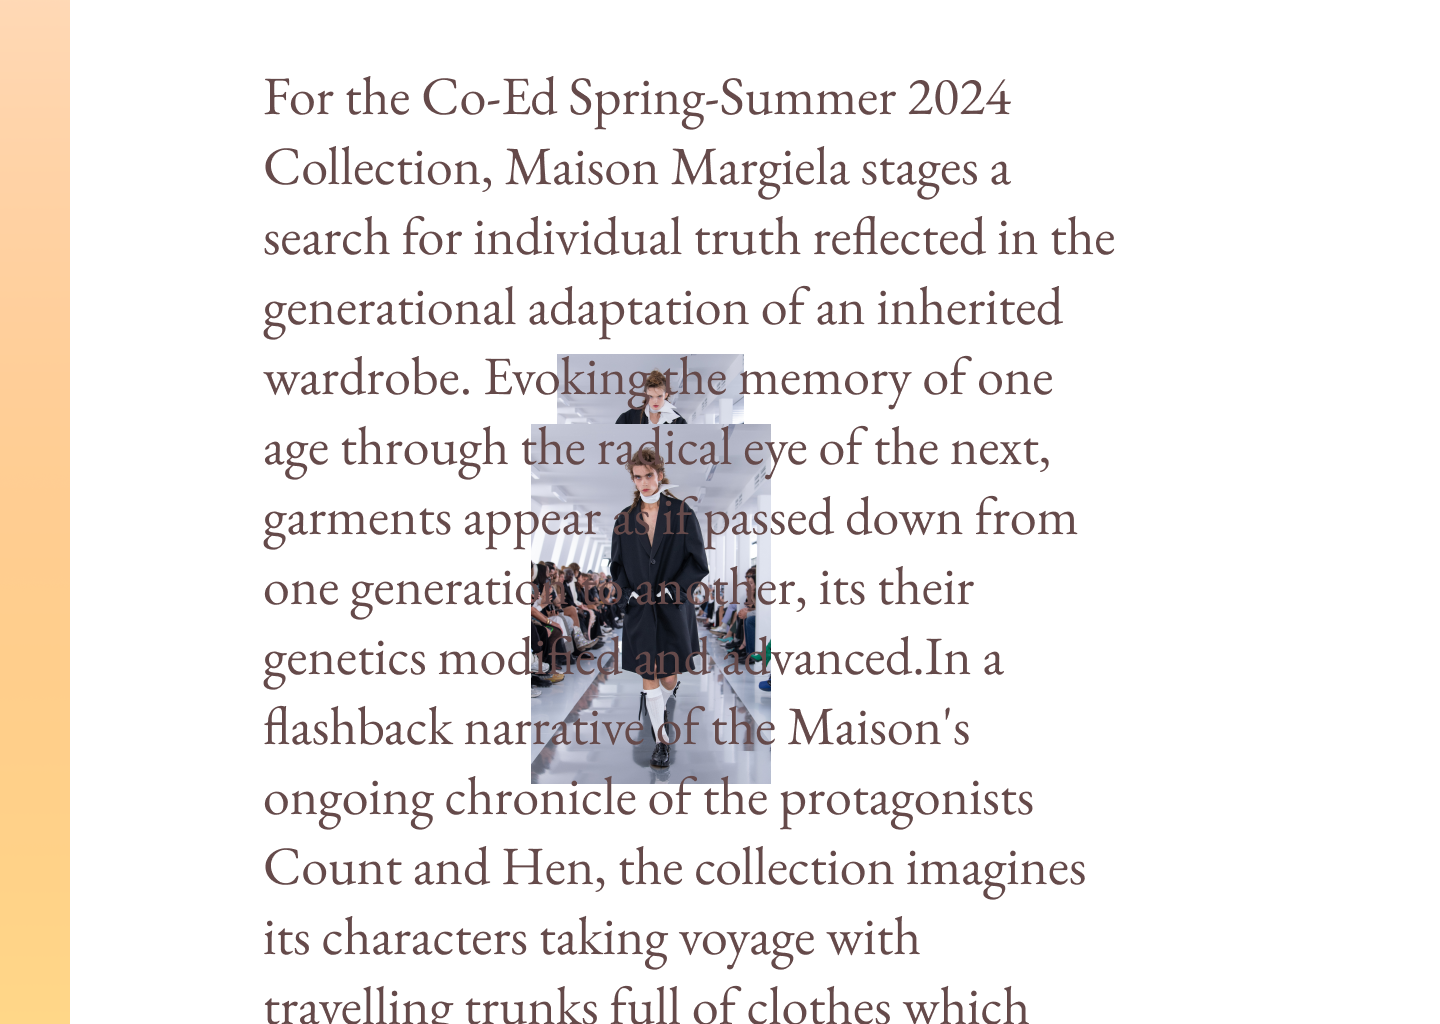 For the Co-Ed Spring-Summer 2024
Collection, Maison Margiela stages a
search for individual truth reflected in the
generational adaptation of an inherited
wardrobe. Evoking the memory of one
age through the radical eye of the next,
garments appear as if passed down from
one generation to another, its their
genetics modified and advanced.In a
flashback narrative of the Maison's
ongoing chronicle of the protagonists
Count and Hen, the collection imagines
its characters taking voyage with
travelling trunks full of clothes which